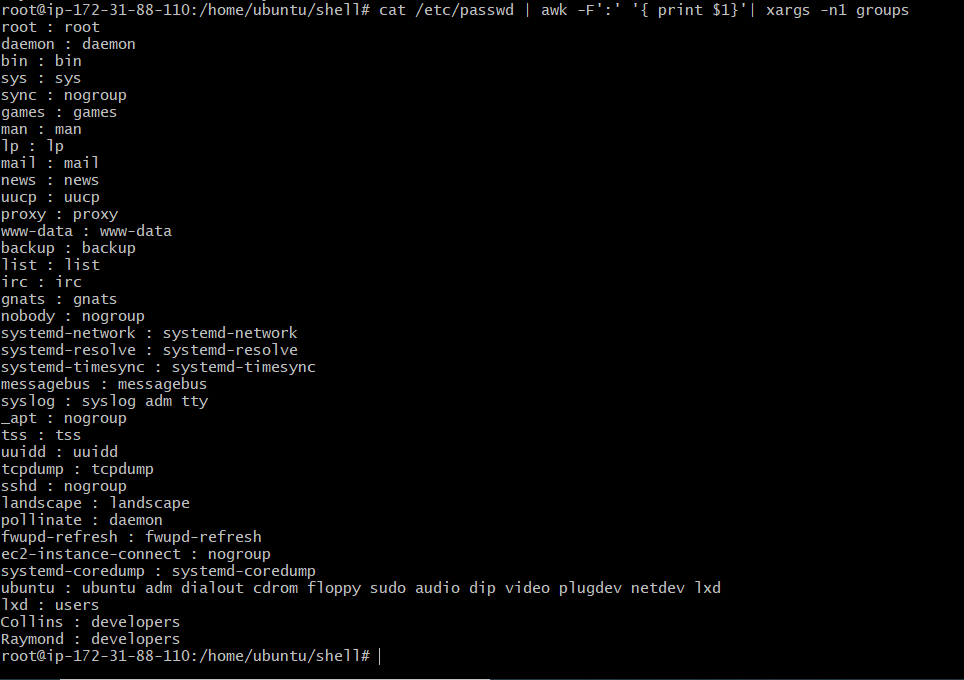 root@ip-172-31-88-110:/home/ubuntu/shell# cat /etc/passwd | awk -F':' '{ print $1}'| xargs -n1 groups
root : root
daemon : daemon
bin : bin
sys : sys
sync : nogroup
games : games
man : man
lp : lp
mail : mail
news : news
uucp : uucp
proxy : proxy
www-data : www-data
backup : backup
list : list
irc : irc
gnats : gnats
nobody : nogroup
systemd-network : systemd-network
systemd-resolve : systemd-resolve
systemd-timesync : systemd-timesync
messagebus : messagebus
syslog : syslog adm tty
_apt : nogroup
tss : tss
uuidd : uuidd
tcpdump : tcpdump
sshd : nogroup
landscape : landscape
pollinate : daemon
fwupd-refresh : fwupd-refresh
ec2-instance-connect : nogroup
systemd-coredump : systemd-coredump
ubuntu : ubuntu adm dialout cdrom floppy sudo audio dip video plugdev netdev lxd
lxd : users
Collins : developers
Raymond : developers
root@ip-172-31-88-110:/home/ubuntu/shell#